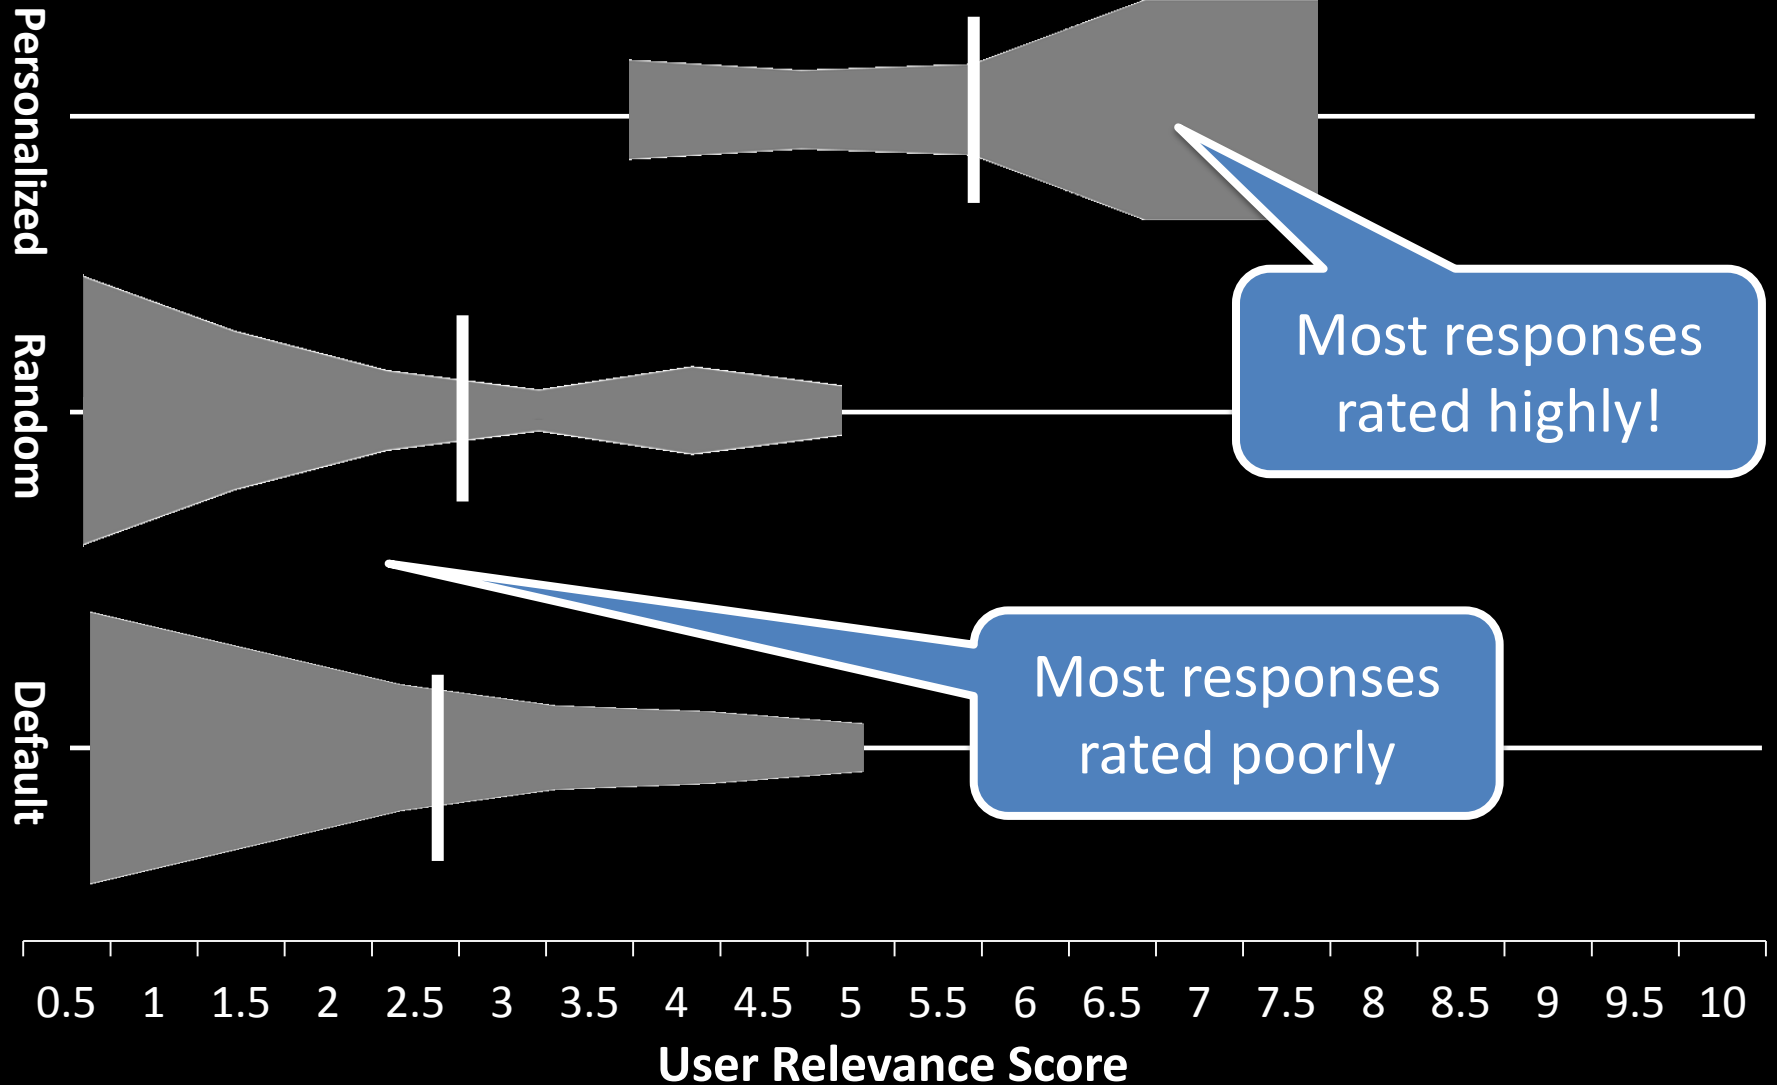 Personalized
Most responses
rated highly!
Random
Most responses
rated poorly
Default
0.5 1 1.5 2 2.5 3 3.5 4 4.5 5 5.5 6 6.5 7 7.5 8 8.5 9 9.5 10
User Relevance Score